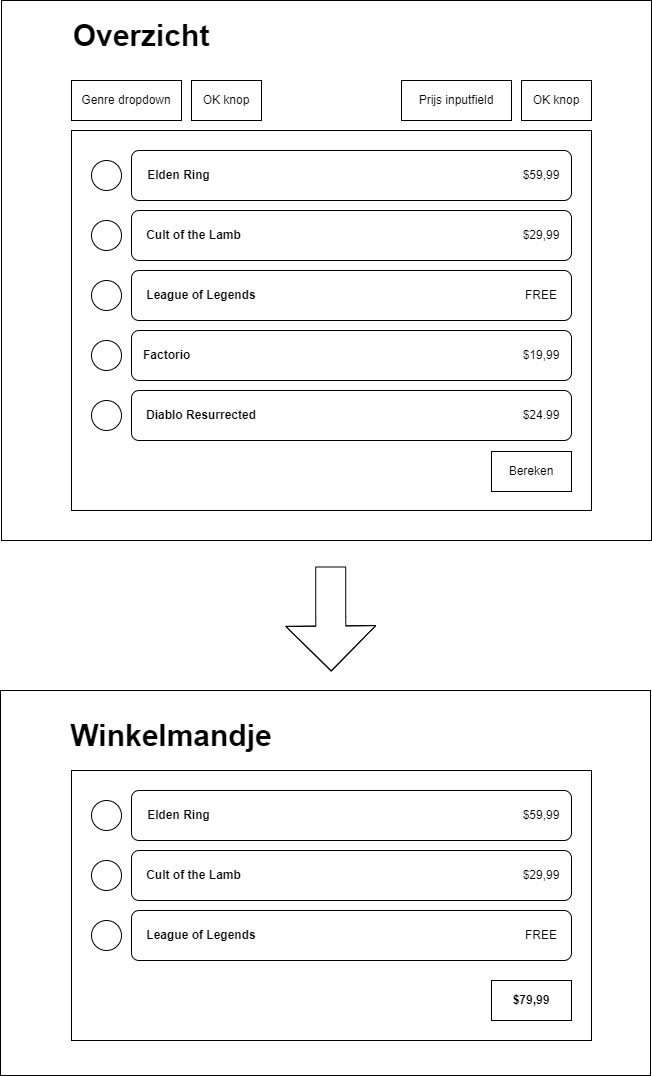 Overzicht
Genre dropdown OK knop Prijs inputfield OK knop
Elden Ring $59,99
Cult of the Lamb $29,99
League of Legends FREE
Factorio $19,99
Diablo Resurrected $24.99
Bereken
Winkelmandje
Elden Ring $59,99
Cult of the Lamb $29,99
League of Legends FREE
$79,99